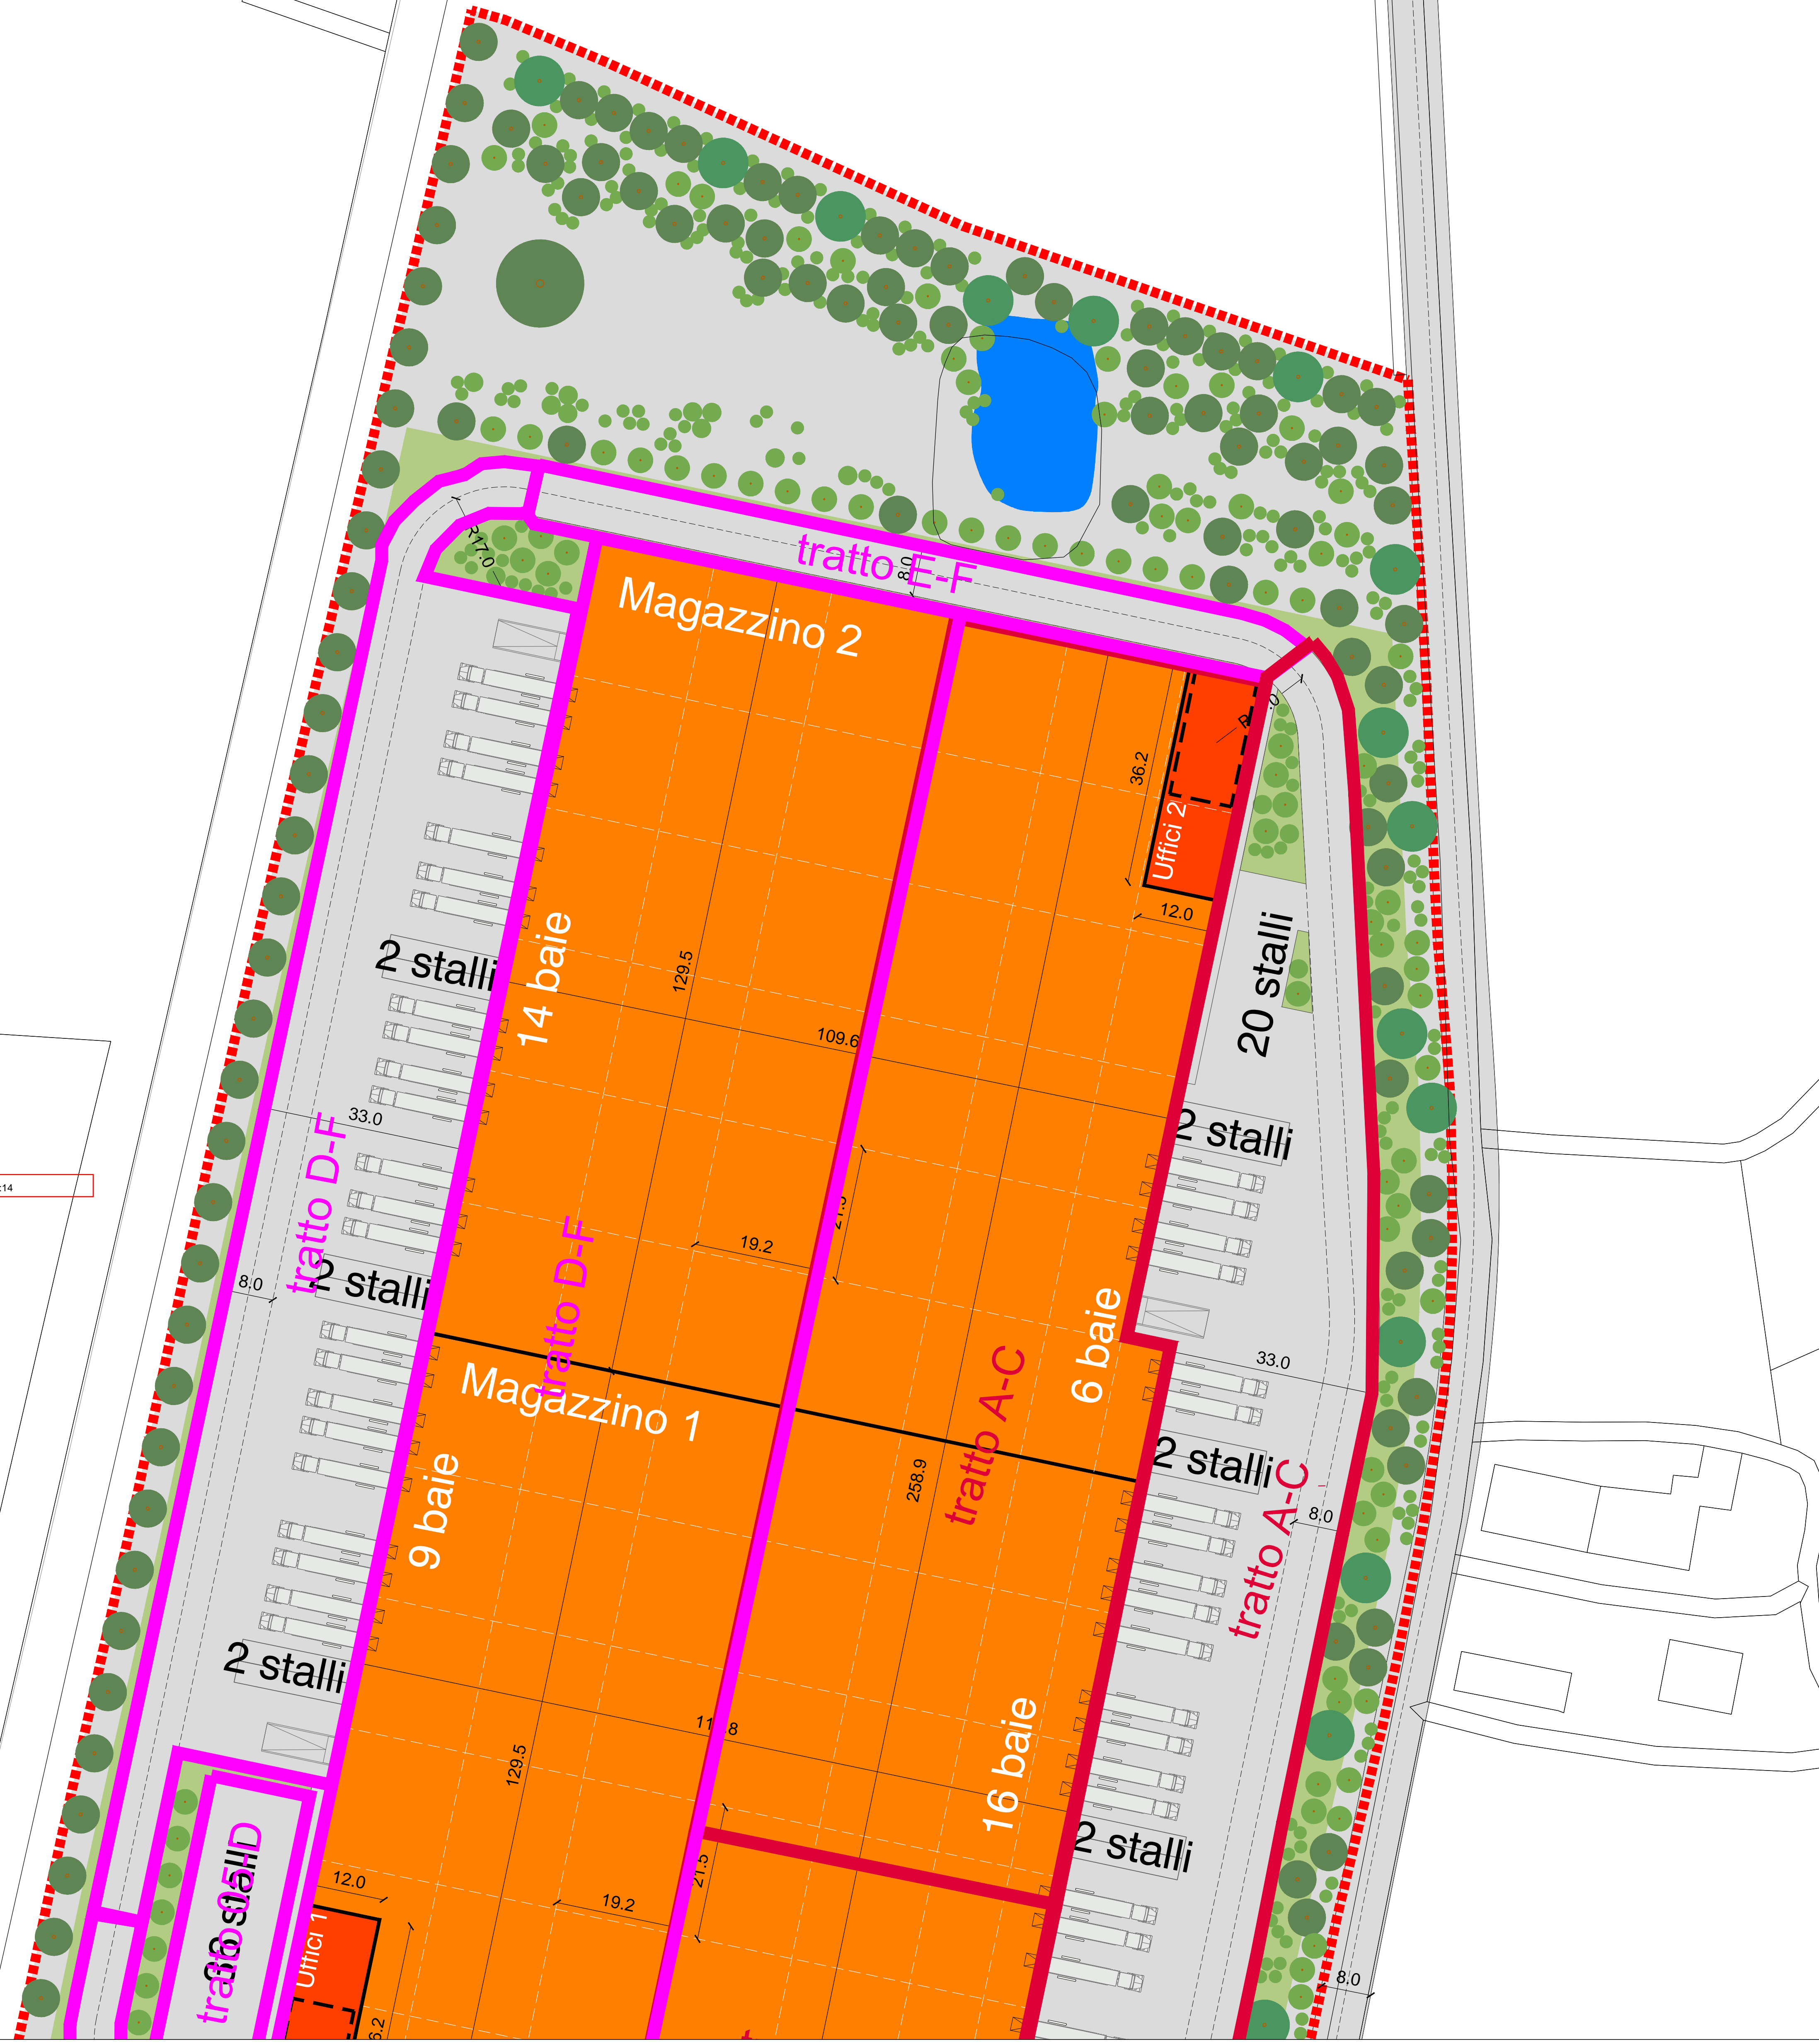 R17.0
tratto E-F
8.0
Magazzino 2
36.2
Uffici 2
12.0
20 stalli
2 stalli
14 baie
129.5
109.6
2 stalli
33.0
tratto D-F
:14
19.2
8.0
2 stalli
tratto D-F
6 baie
33.0
Magazzino 1
tratto A-C
2 stalli
tratto A-C
8.0
258.9
9 baie
2 stalli
16 baie
129.5
2 stalli
21.5
12.0
19.2
Uffici 1
8.0